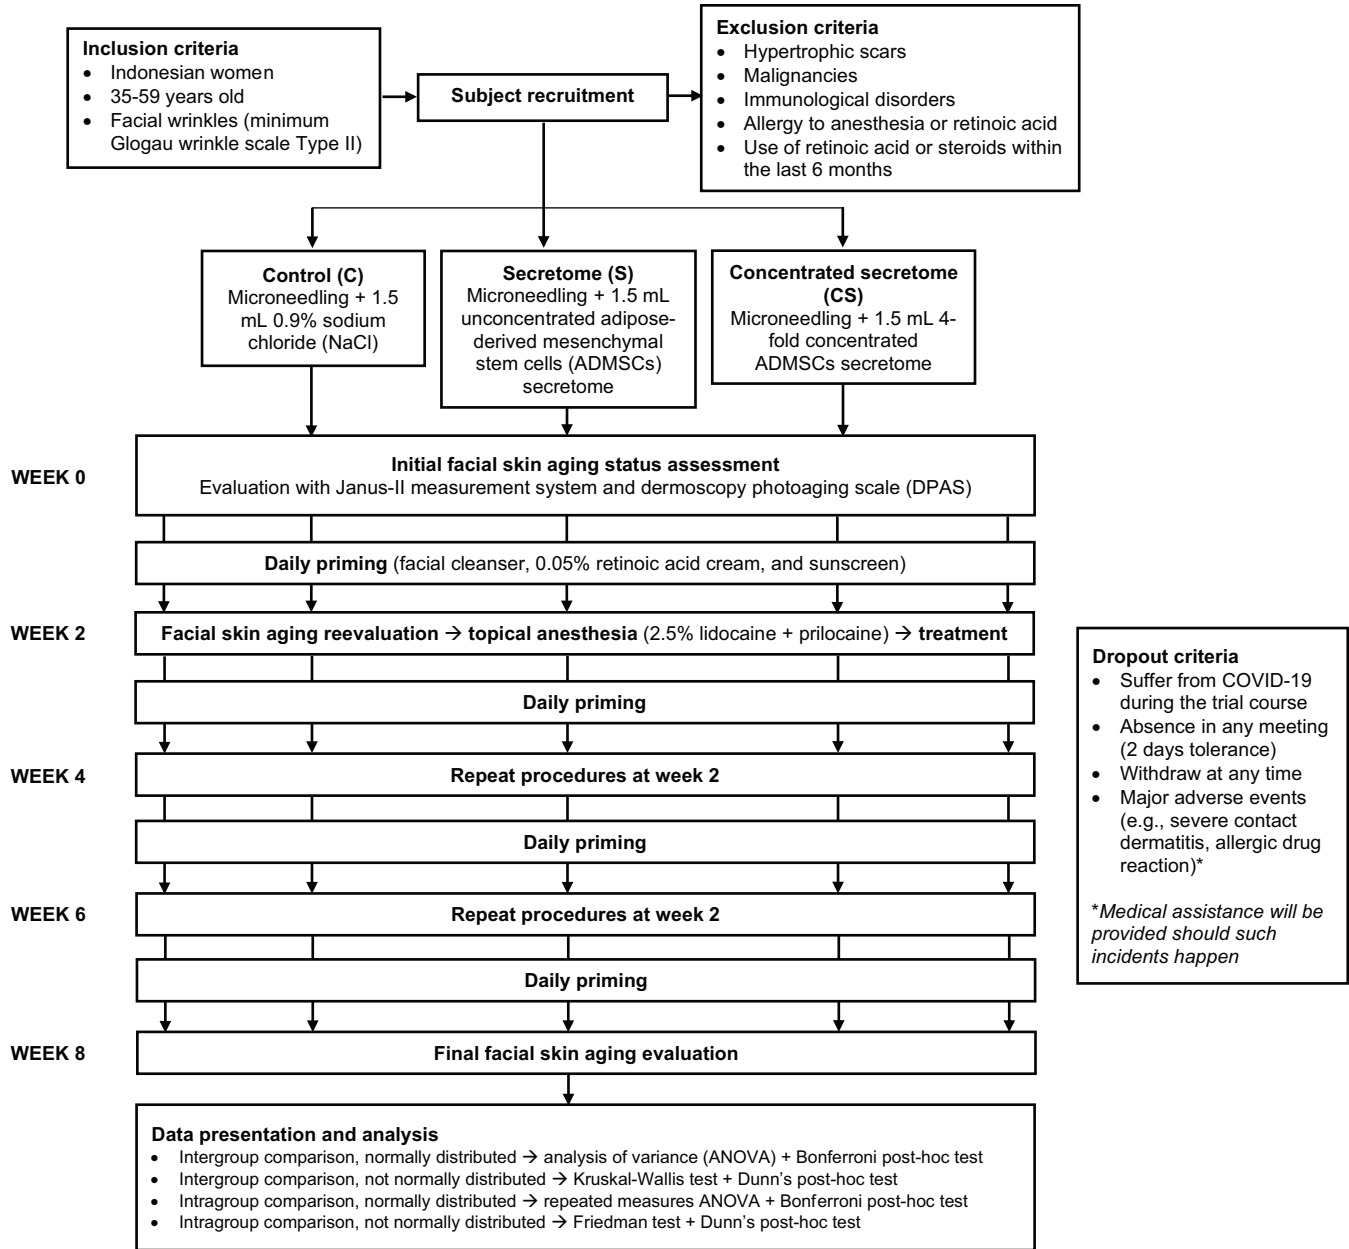 Inclusion criteria
• Indonesian women
• 35-59 years old
• Facial wrinkles (minimum
Glogau wrinkle scale Type II)
Subject recruitment
Exclusion criteria
• Hypertrophic scars
• Malignancies
• Immunological disorders
• Allergy to anesthesia or retinoic acid
• Use of retinoic acid or steroids within
the last 6 months
Control (C)
Microneedling + 1.5
mL 0.9% sodium
chloride (NaCl)
Secretome (S)
Microneedling + 1.5 mL
unconcentrated adipose-
derived mesenchymal
stem cells (ADMSCs)
secretome
Concentrated secretome
(CS)
Microneedling + 1.5 mL 4-
fold concentrated
ADMSCs secretome
WEEK 0
Initial facial skin aging status assessment
Evaluation with Janus-II measurement system and dermoscopy photoaging scale (DPAS)
Daily priming (facial cleanser, 0.05% retinoic acid cream, and sunscreen)
WEEK 2
Facial skin aging reevaluation → topical anesthesia (2.5% lidocaine + prilocaine) → treatment
Daily priming
WEEK 4
Repeat procedures at week 2
Daily priming
WEEK 6
Repeat procedures at week 2
Daily priming
WEEK 8
Final facial skin aging evaluation
Dropout criteria
• Suffer from COVID-19
during the trial course
• Absence in any meeting
(2 days tolerance)
• Withdraw at any time
• Major adverse events
(e.g., severe contact
dermatitis, allergic drug
reaction)*
*Medical assistance will be
provided should such
incidents happen
Data presentation and analysis
• Intergroup comparison, normally distributed → analysis of variance (ANOVA) + Bonferroni post-hoc test
• Intergroup comparison, not normally distributed → Kruskal-Wallis test + Dunn's post-hoc test
• Intragroup comparison, normally distributed → repeated measures ANOVA + Bonferroni post-hoc test
• Intragroup comparison, not normally distributed → Friedman test + Dunn's post-hoc test